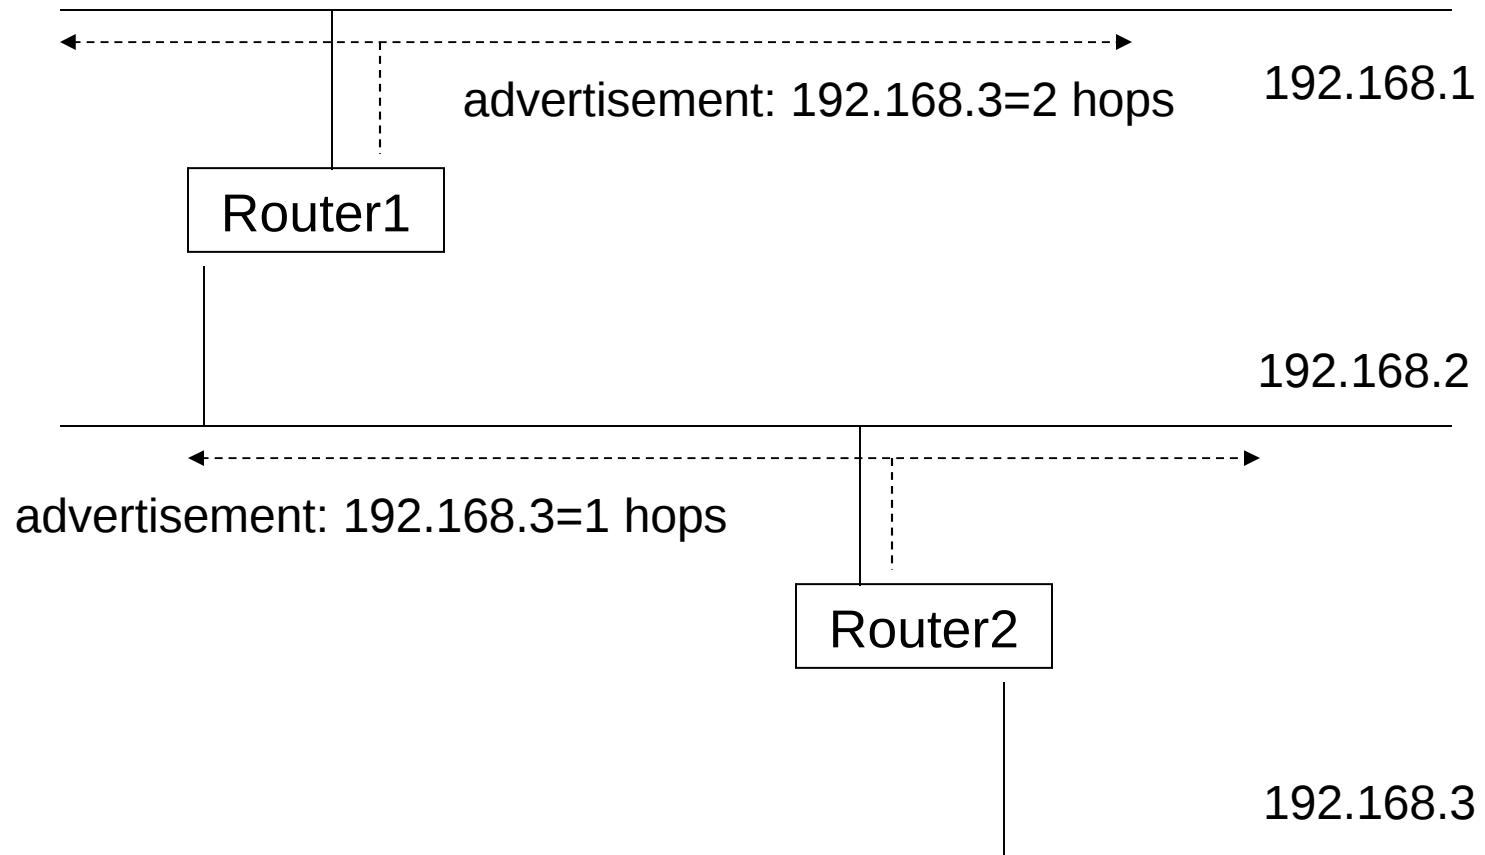 192.168.1
advertisement: 192.168.3=2 hops
Router1
192.168.2
advertisement: 192.168.3=1 hops
Router2
192.168.3